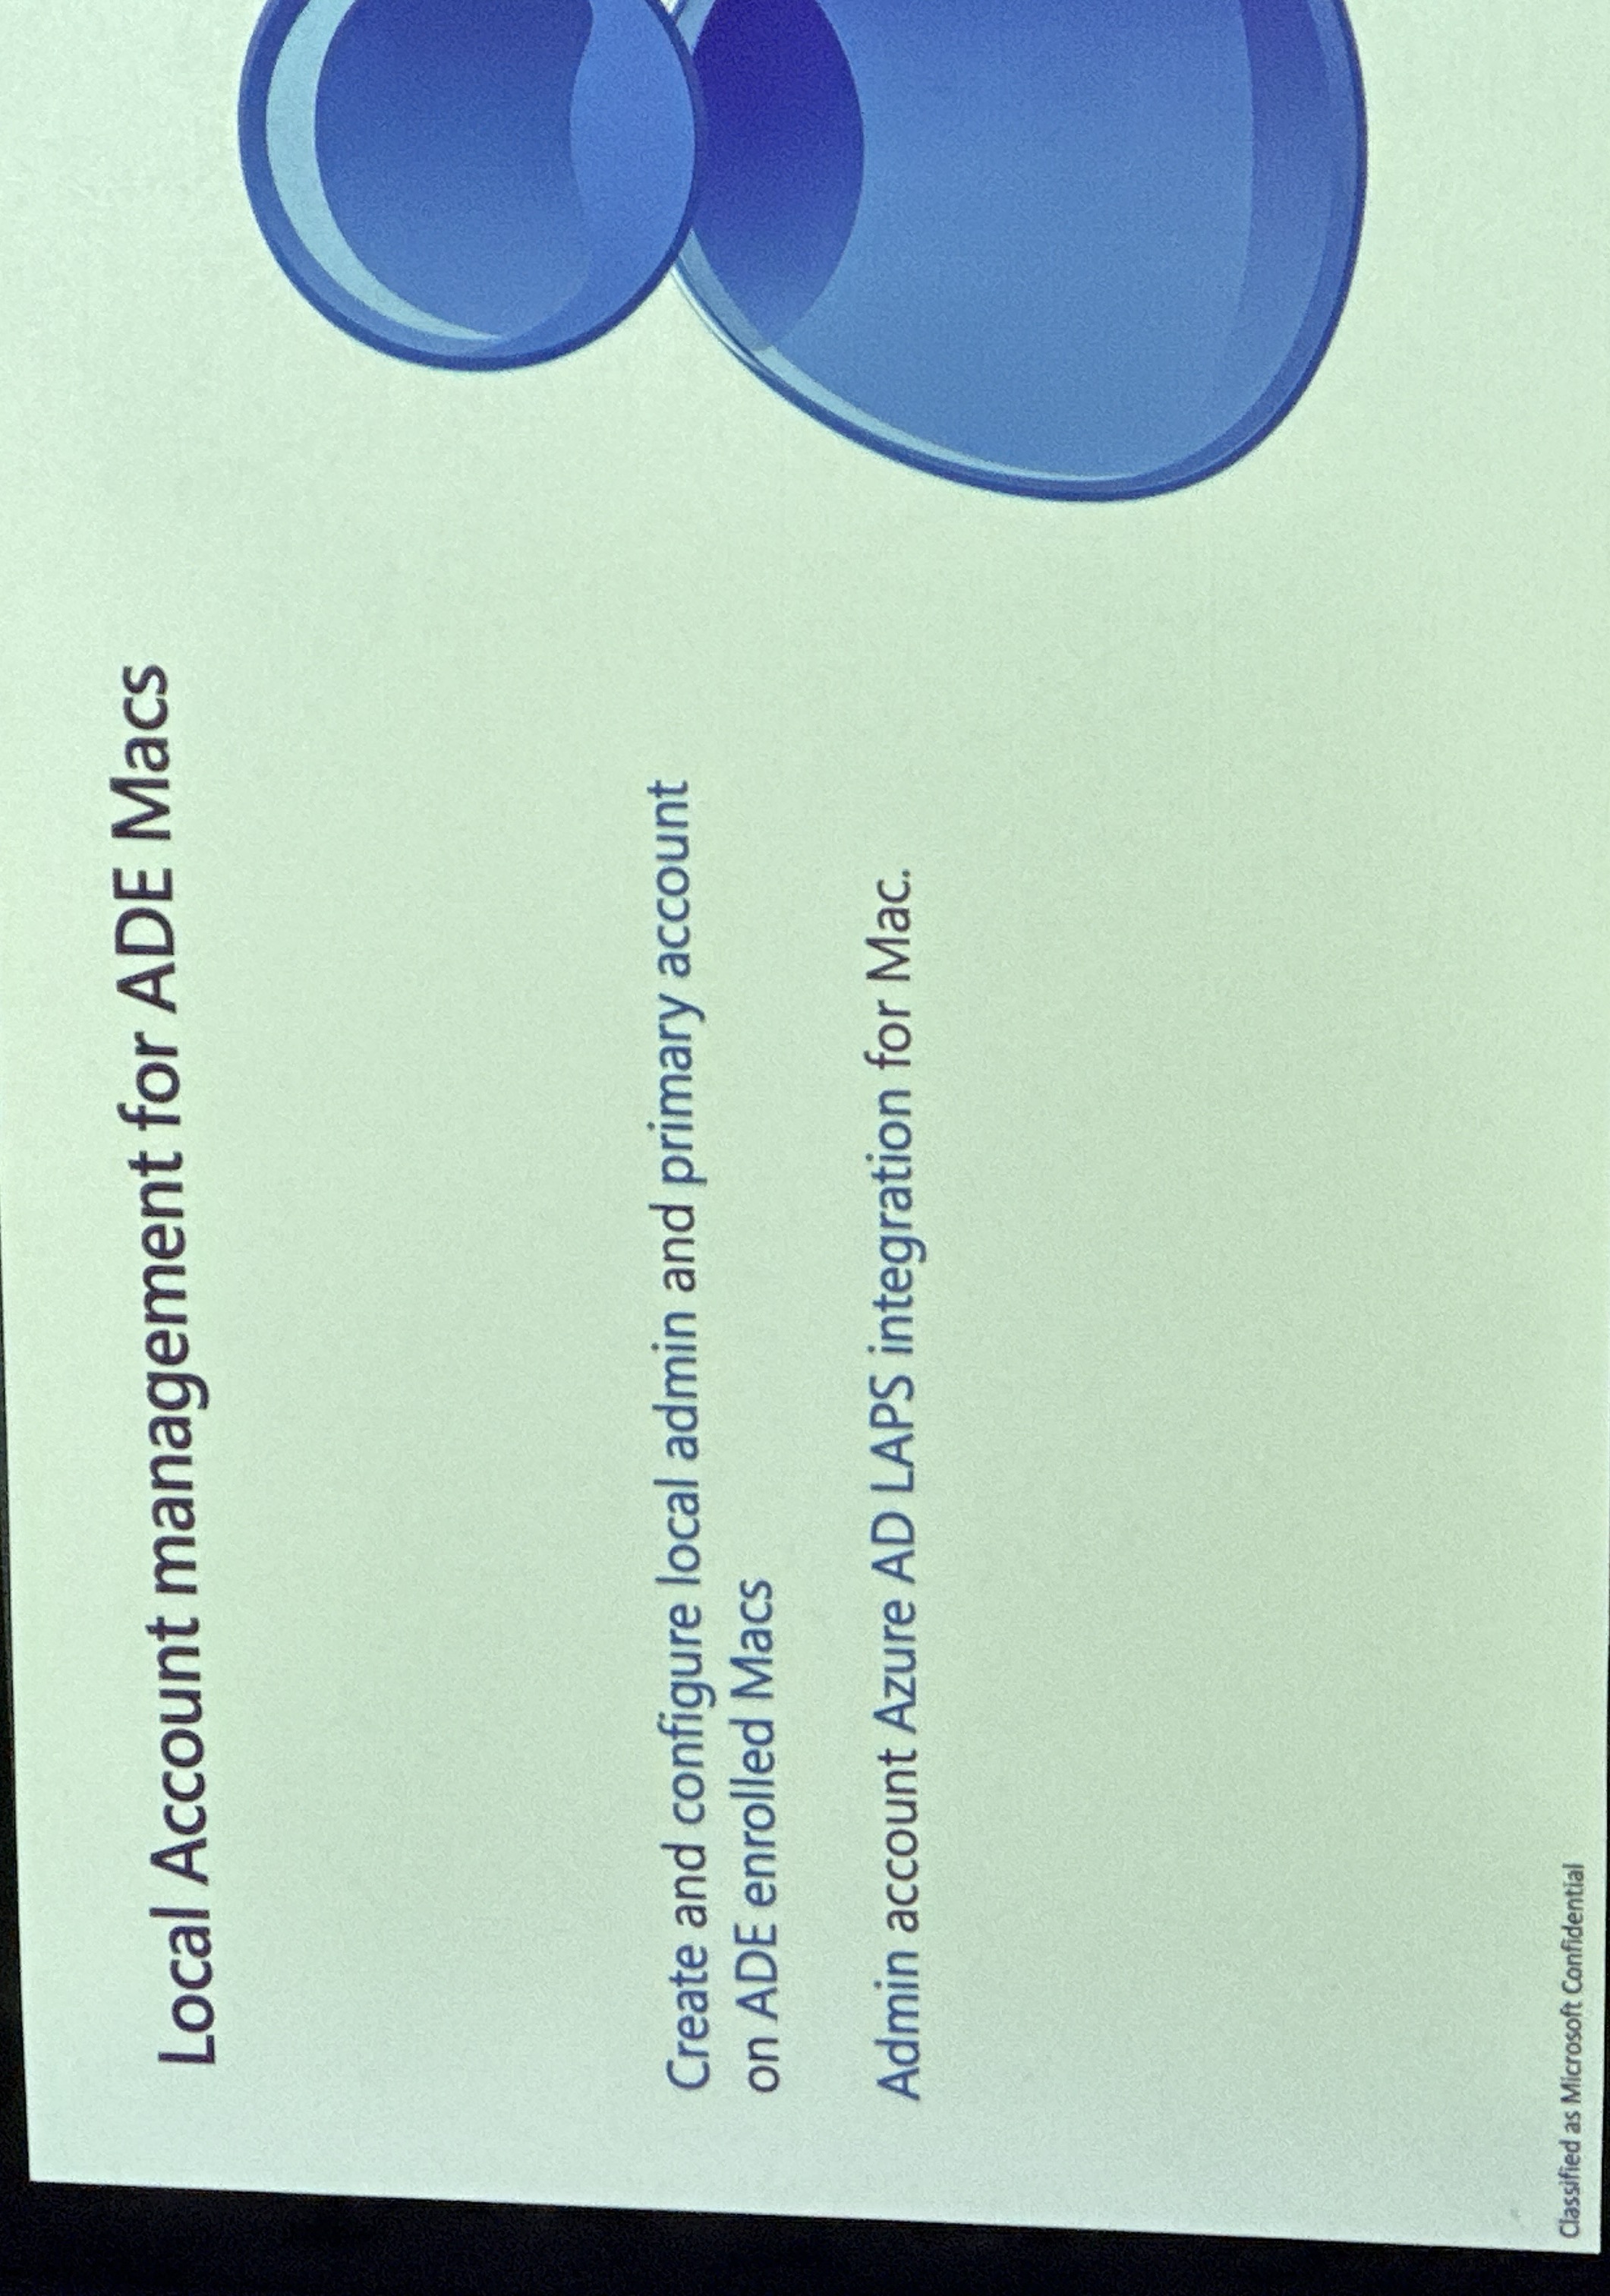 Local Account management for ADE Macs
Create and configure local admin and primary account
on ADE enrolled Macs
Admin account Azure AD LAPS integration for Mac.
Classified as Microsoft Confidential